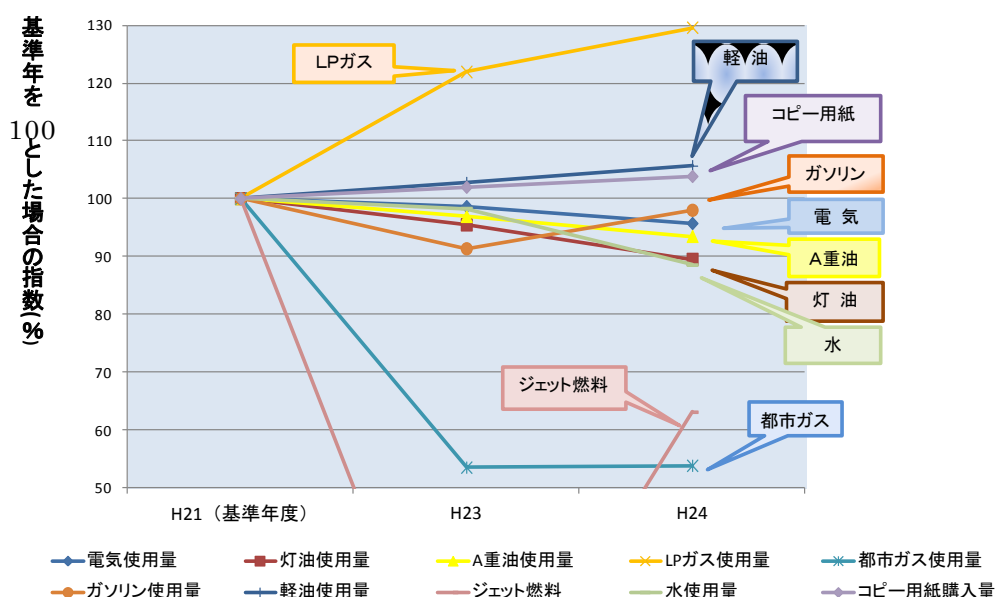 基準年を100とした場合の指数(%)
130
120
110
100
90
80
70
60
50
LPガス
軽 油
コピー用紙
ガソリン
電 気
A重油
灯 油
水
ジェット燃料
都市ガス
H21（基準年度） H23 H24
電気使用量 灯油使用量 A重油使用量 LPガス使用量 都市ガス使用量
ガソリン使用量 軽油使用量 ジェット燃料 水使用量 コピー用紙購入量